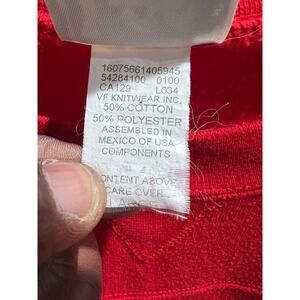 16075661405945
54284100 0100
CA129 L034
VF KNITWEAR,INC.
50% COTTON
50% POLYESTER
ASSEMBLED IN
MEXICO OF USA
COMPONENTS
CONTENT ABOVE
CARE OVER